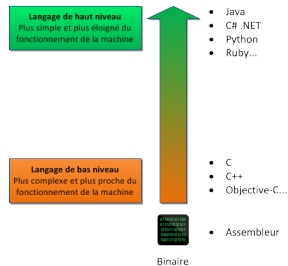 Langage de haut niveau
Plus simple et plus éloigné du
fonctionnement de la machine
• Java
• C# .NET
• Python
• Ruby...
Langage de bas niveau
Plus complexe et plus proche du
fonctionnement de la machine
• C
• C++
• Objective-C...
• Assembleur
Binaire